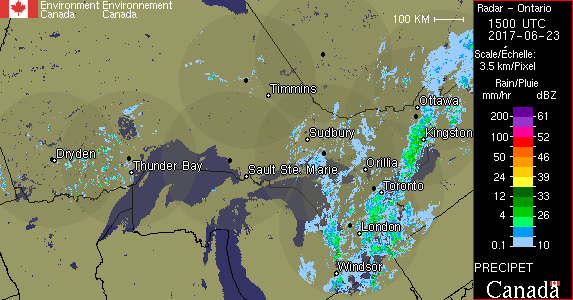 Environment Environnement
Canada Canada
100 KM
Timmins
Ottawa
Sudbury
Kingston
Dryden
Thunder Bay
Sault Ste. Marie
Orillia
Toronto
London
Windsor
Radar - Ontario
1500 UTC
2017-06-23
Scale/Échelle:
3.5 km/Pixel
Rain/Pluie
mm/hr dBZ
200 61
100 52
50 46
24 39
12 33
4 26
0.1 10
PRECIPET
Canada